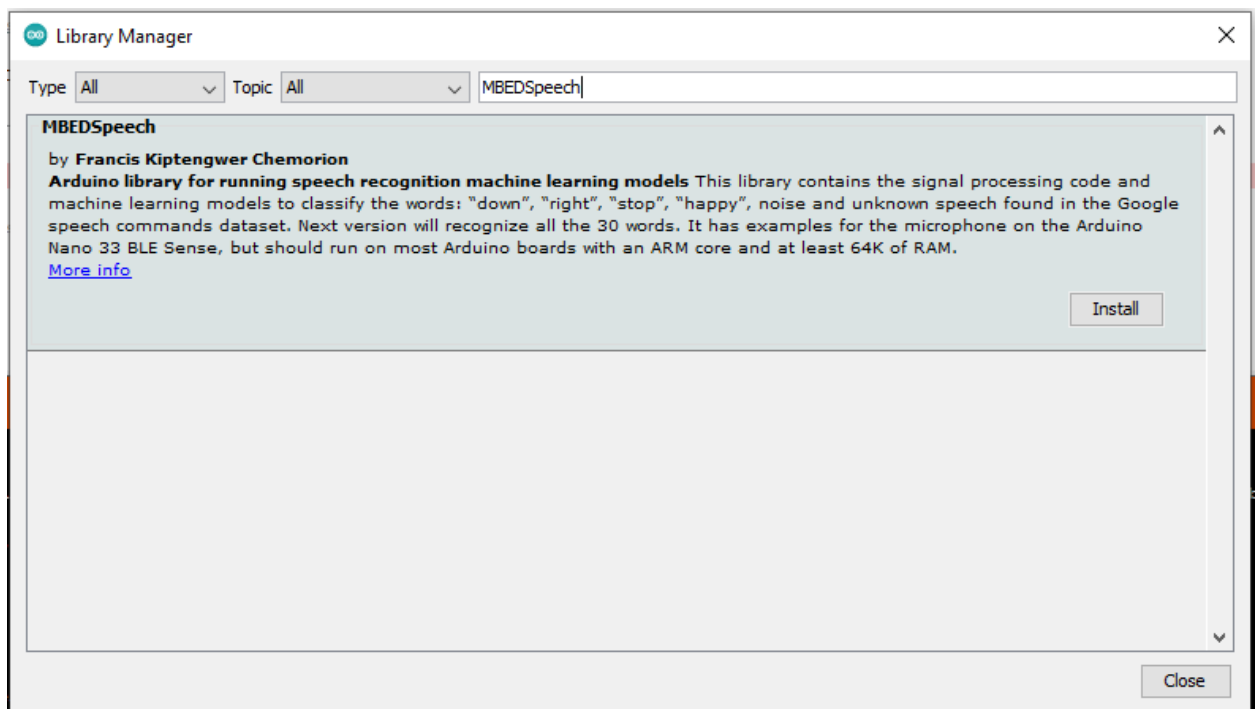 Library Manager
Type All Topic All MBEDSpeech
MBEDSpeech
by Francis Kiptengwer Chemorion
Arduino library for running speech recognition machine learning models This library contains the signal processing code and
machine learning models to classify the words: “down”, “right”, “stop”, “happy”, noise and unknown speech found in the Google
speech commands dataset. Next version will recognize all the 30 words. It has examples for the microphone on the Arduino
Nano 33 BLE Sense, but should run on most Arduino boards with an ARM core and at least 64K of RAM.
More info
Install
Close